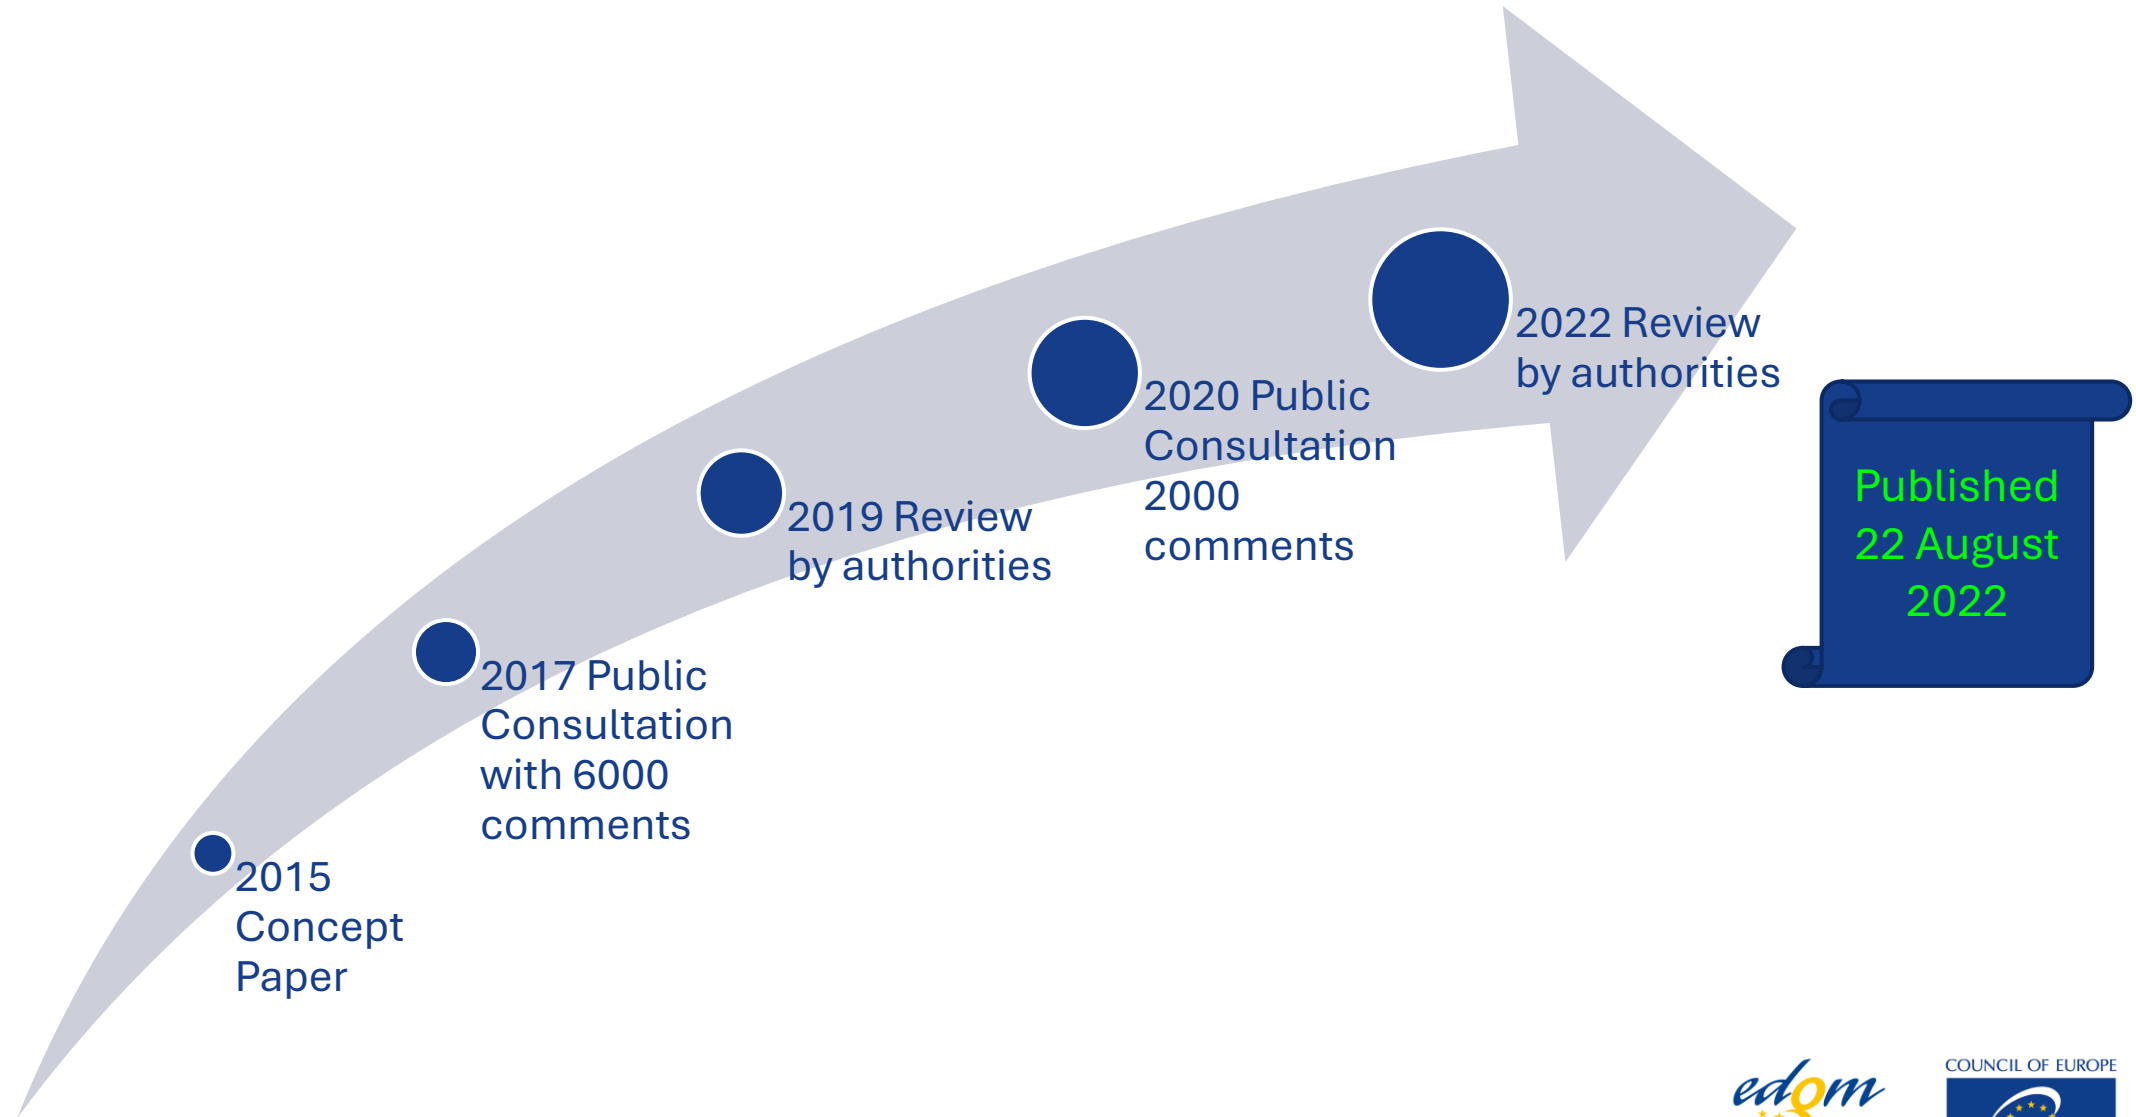 2015
Concept
Paper
2017 Public
Consultation
with 6000
comments
2019 Review
by authorities
2020 Public
Consultation
2000
comments
2022 Review
by authorities
Published
22 August
2022
edqm
COUNCIL OF EUROPE